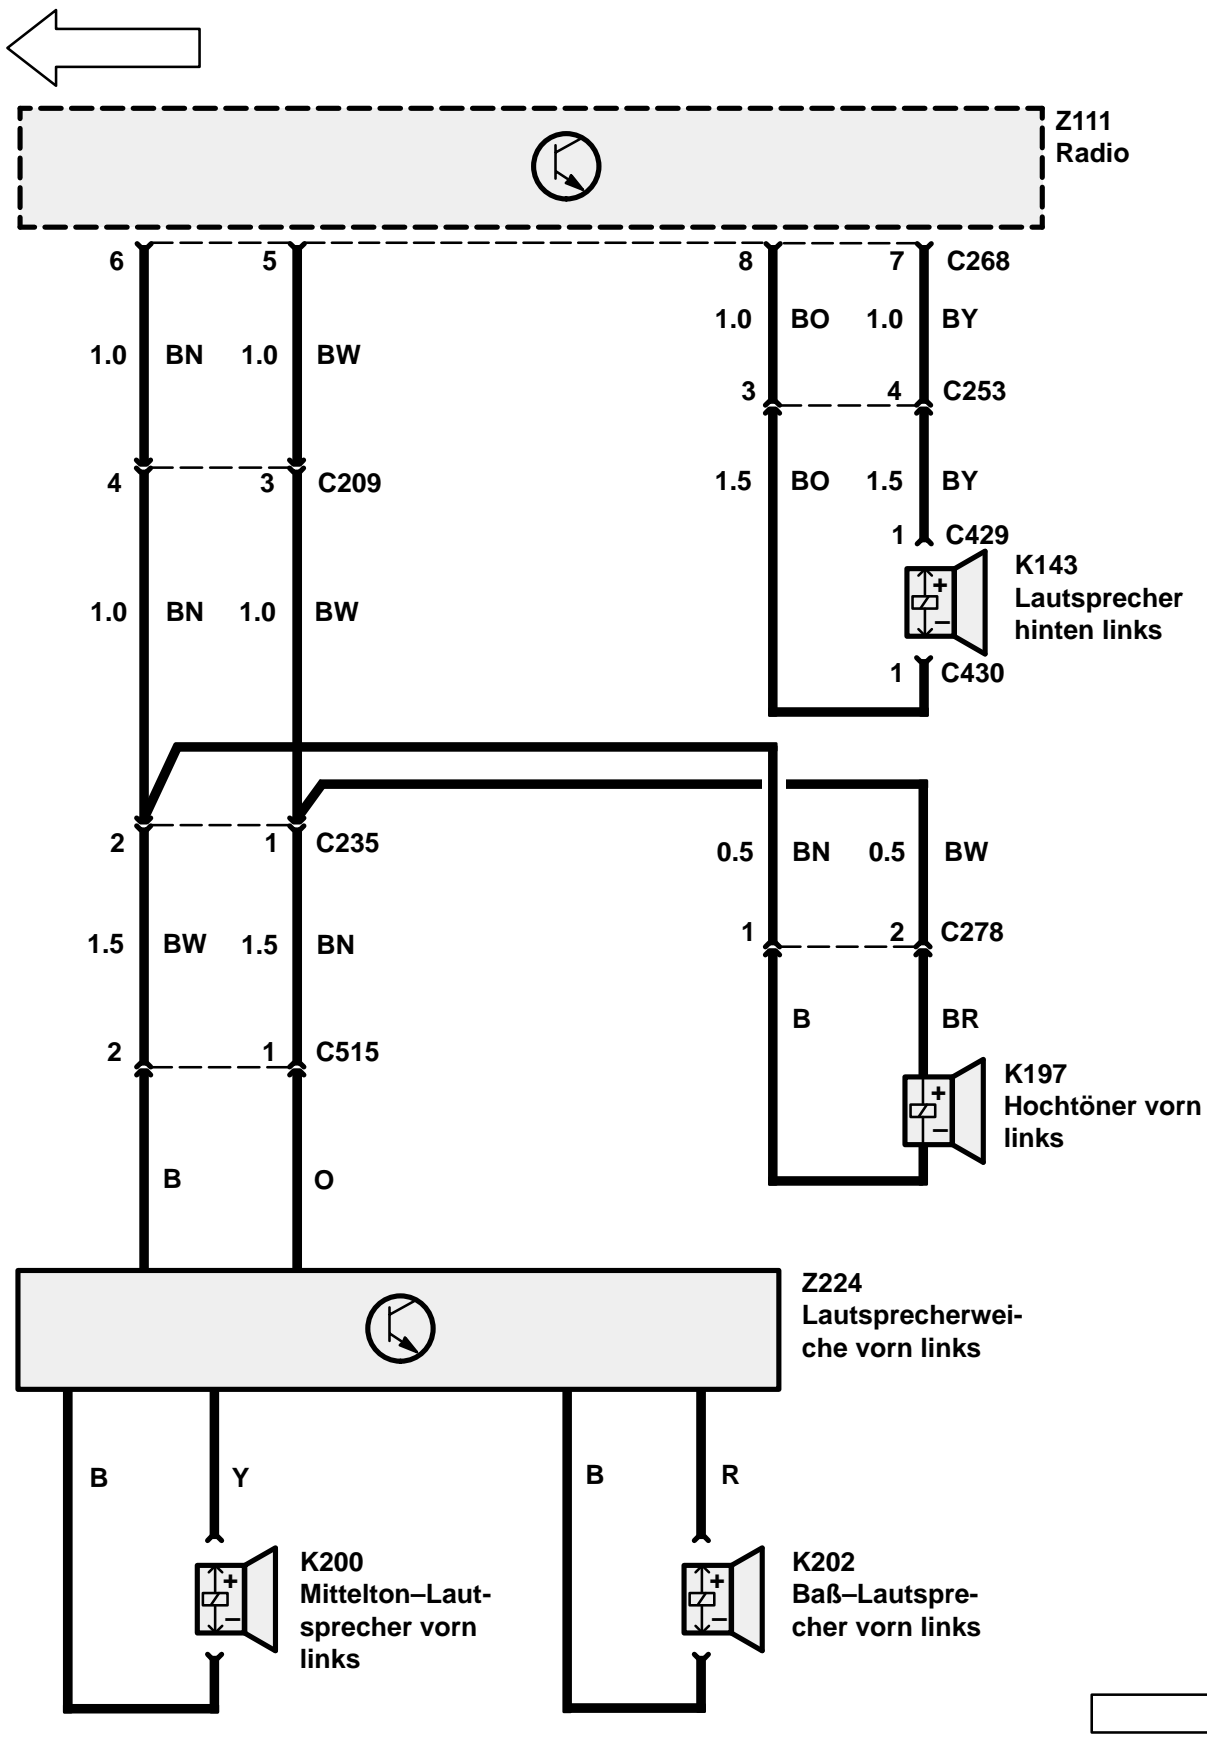 Z111
Radio
6 5 8 7 C268
1.0 BO 1.0 BY
1.0 BN 1.0 BW
3 4 C253
4 3 C209
1.5 BO 1.5 BY
1 C429
K143
Lautsprecher
hinten links
+
–
1.0 BN 1.0 BW
1 C430
2 1 C235
0.5 BN 0.5 BW
1 2 C278
1.5 BW 1.5 BN
B BR
2 1 C515
K197
Hochtöner vorn
links
+
–
B O
Z224
Lautsprecherwei-
che vorn links
B Y B R
K200
Mittelton–Laut-
sprecher vorn
links
+
–
K202
Baß–Lautspre-
cher vorn links
+
–